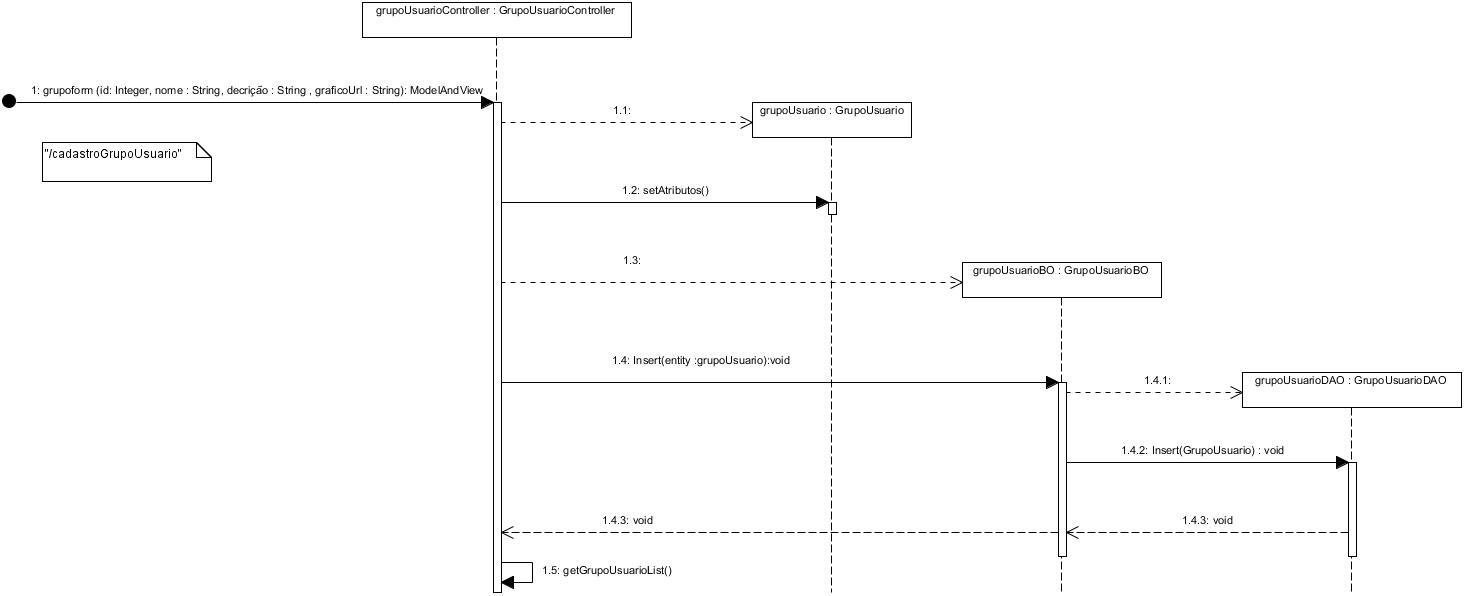 grupoUsuarioController : GrupoUsuarioController
1: grupoform (id: Integer, nome : String, decrição : String , graficoUrl : String): ModelAndView
1.1:
grupoUsuario : GrupoUsuario
"/cadastroGrupoUsuario"
1.2: setAtributos()
1.3:
grupoUsuarioBO : GrupoUsuarioBO
1.4: Insert(entity :grupoUsuario):void
1.4.1:
grupoUsuarioDAO : GrupoUsuarioDAO
1.4.2: Insert(GrupoUsuario) : void
1.4.3: void
1.4.3: void
1.5: getGrupoUsuarioList()